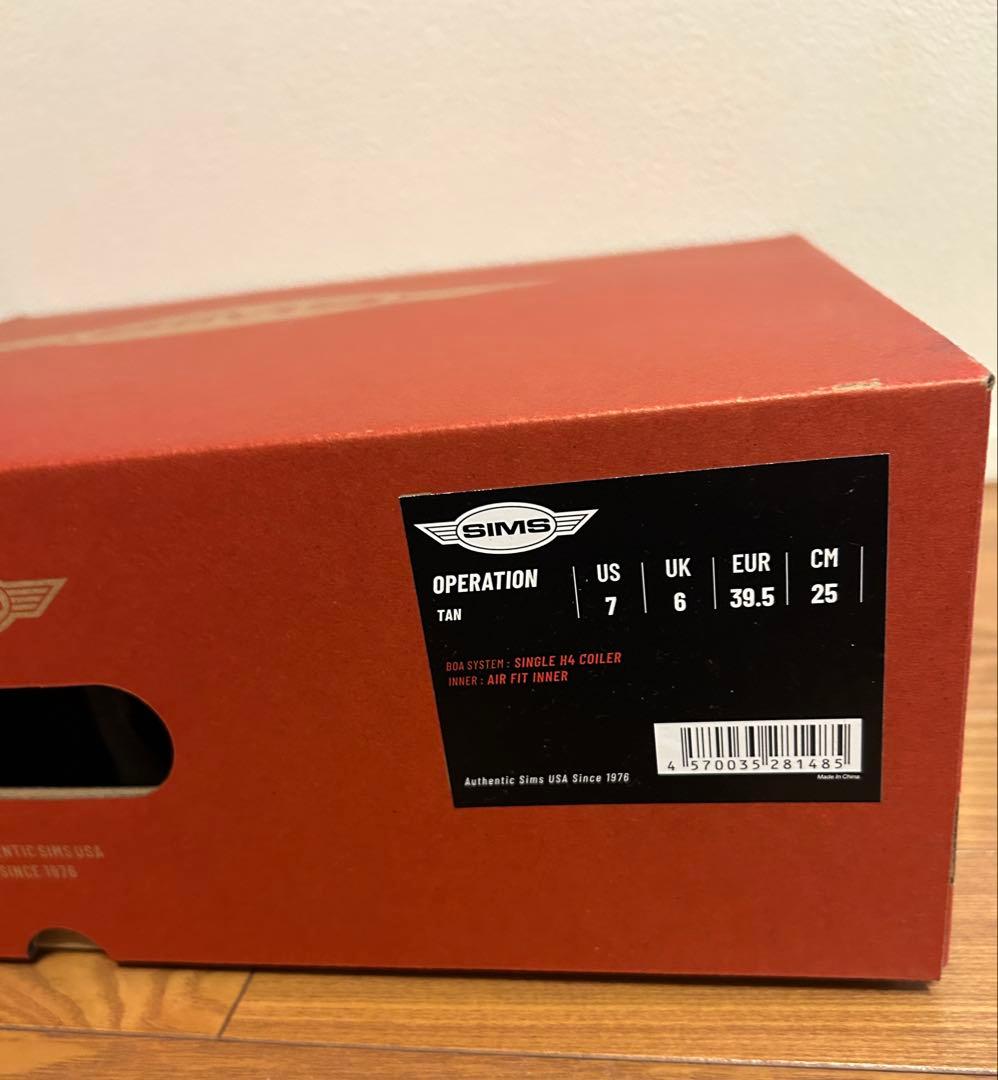 SIMS
OPERATION
TAN
US
7
UK
6
EUR
39.5
CM
25
BOA SYSTEM : SINGLE H4 COILER
INNER : AIR FIT INNER
4 570035 281485
Made In China
Authentic Sims USA Since 1976
SIMS USA
SINCE 1976